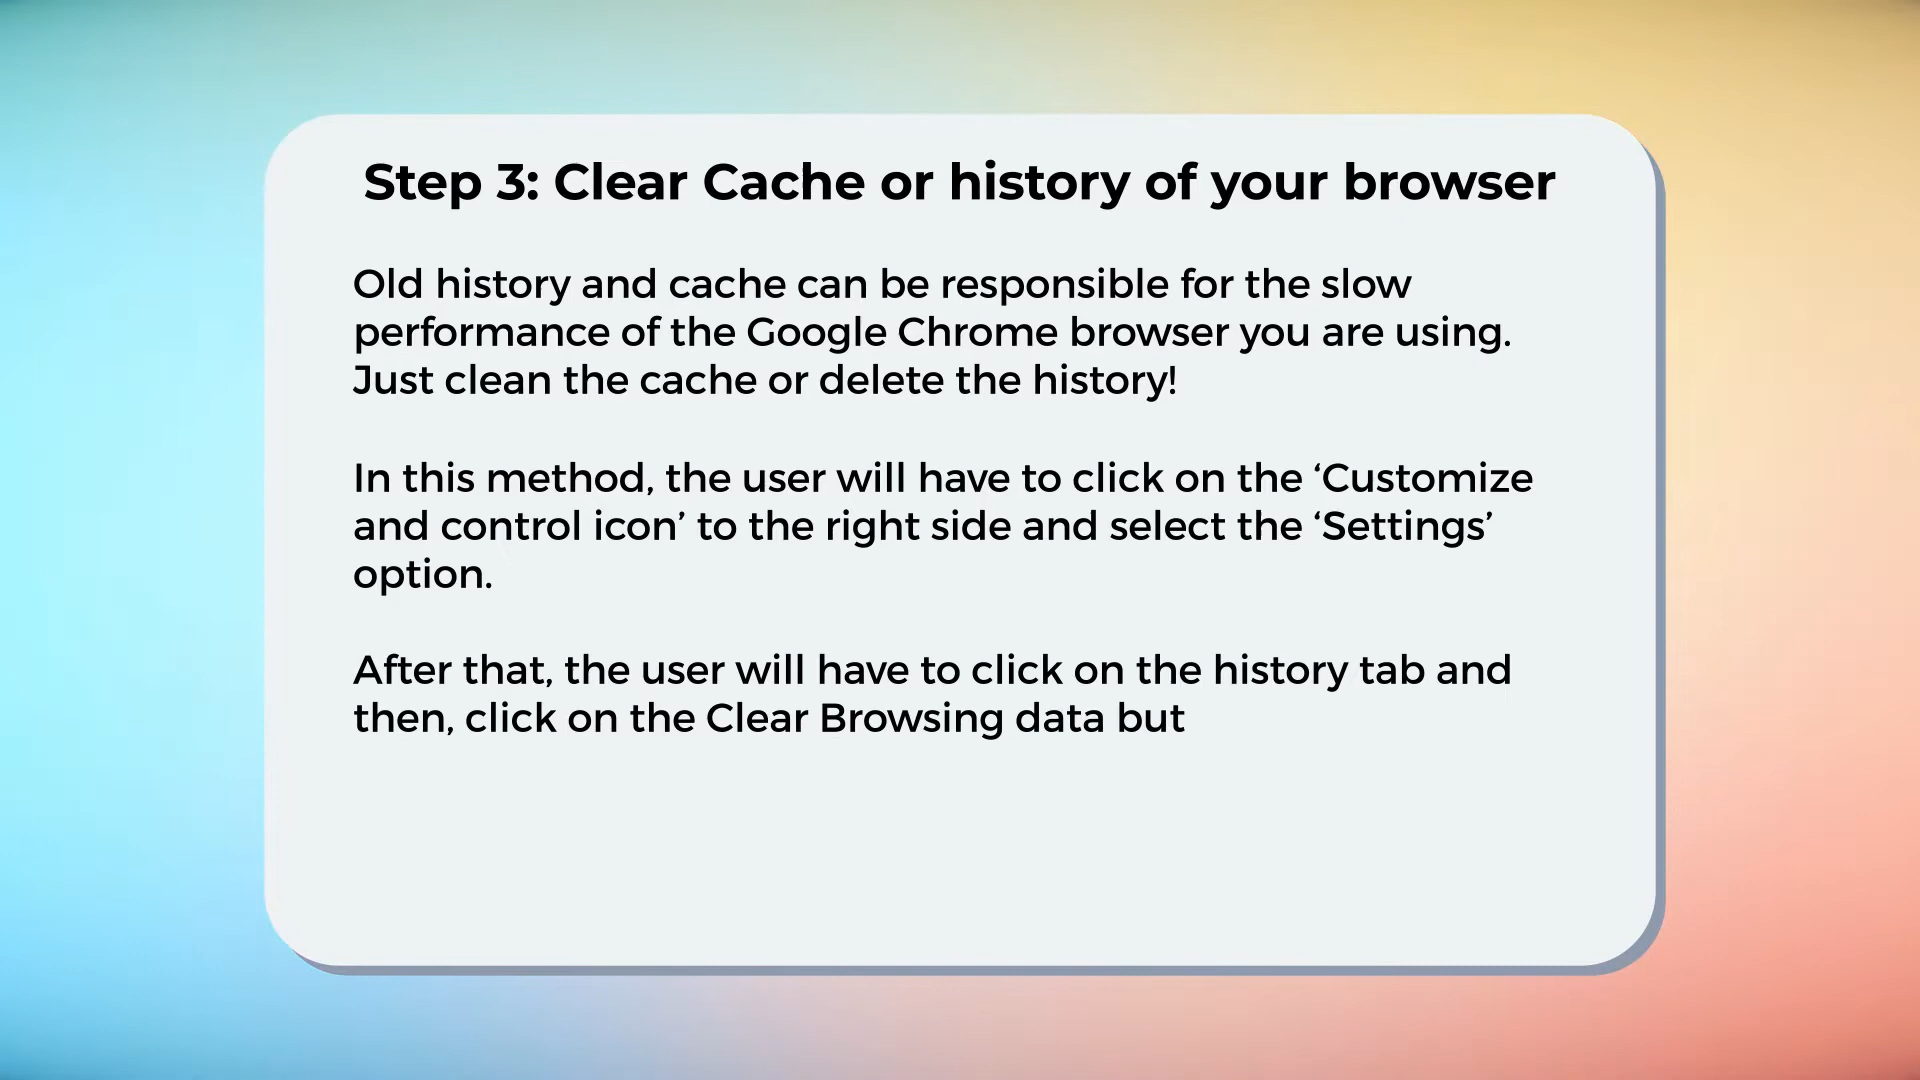 Step 3: Clear Cache or history of your browser
Old history and cache can be responsible for the slow
performance of the Google Chrome browser you are using.
Just clean the cache or delete the history!
In this method, the user will have to click on the ‘Customize
and control icon’ to the right side and select the ‘Settings’
option.
After that, the user will have to click on the history tab and
then, click on the Clear Browsing data but